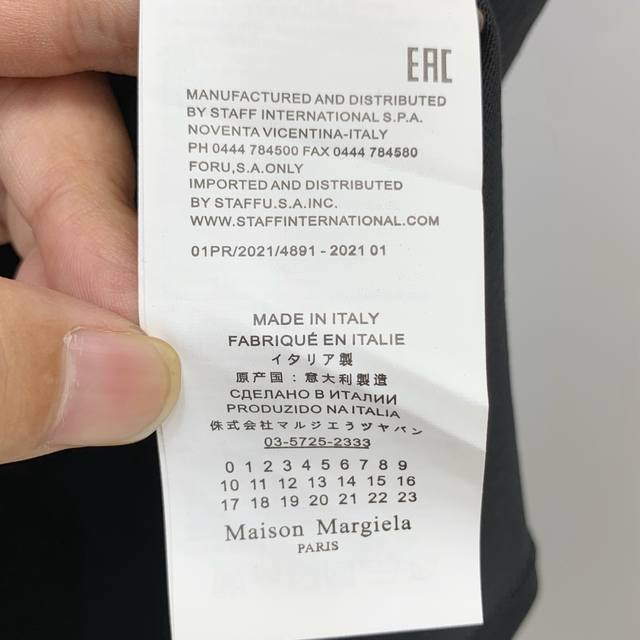 EAC
MANUFACTURED AND DISTRIBUTED
BY STAFF INTERNATIONAL S.P.A.
NOVENTA VICENTINA-ITALY
PH 0444 784500 FAX 0444 784580
FORU,S.A.ONLY
IMPORTED AND DISTRIBUTED
BY STAFFU.S.A.INC.
WWW.STAFFINTERNATIONAL.COM
01PR/2021/4891 - 2021 01
MADE IN ITALY
FABRIQUÉ EN ITALIE
イタリア製
原产国：意大利製造
СДЕЛАНО В ИТАЛИИ
PRODUZIDO NA ITALIA
侏式会社マルジエラツヤパン
03-5725-2333
0 1 2 3 4 5 6 7 8 9
10 11 12 13 14 15 16
17 18 19 20 21 22 23
Maison Margiela
PARIS